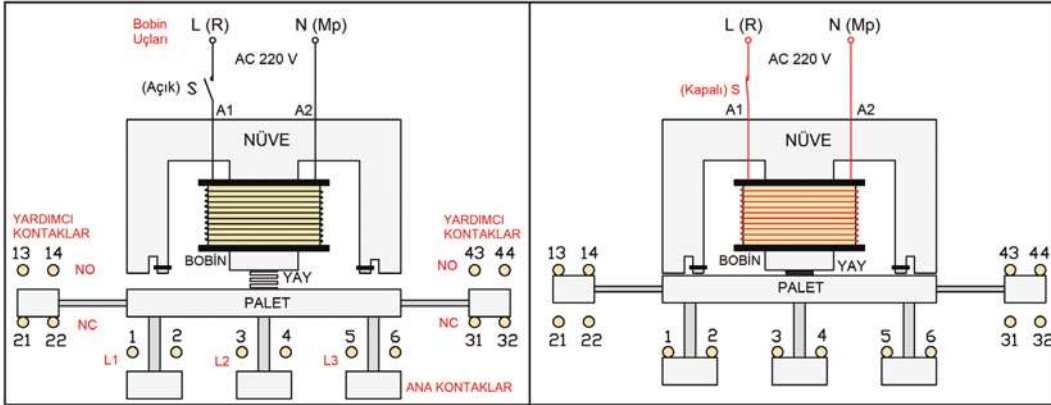 Bobin
Uçları
L (R)
N (Mp)
AC 220 V
(Açık) S
A1
A2
NÜVE
YARDIMCI
KONTAKLAR
13 14
NO
BOBİN
YAY
YARDIMCI
KONTAKLAR
43 44
NO
PALET
21 22
NC
NC
31 32
1 2
3 4
5 6
L1
L2
L3
ANA KONTAKLAR
L (R)
N (Mp)
AC 220 V
(Kapalı) S
A1
A2
NÜVE
13 14
43 44
BOBİN
YAY
PALET
21 22
31 32
1 2
3 4
5 6